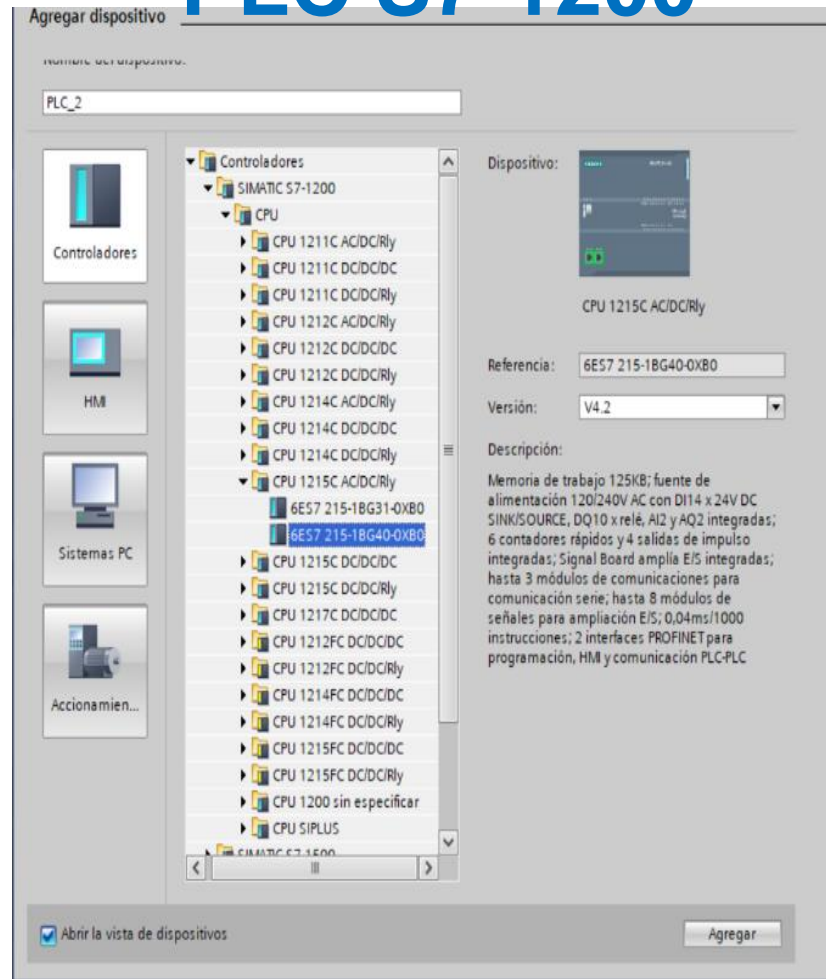 PLC S7-1200
Agregar dispositivo
Nombre del dispositivo:
PLC_2
Controladores
HMI
Sistemas PC
Accionamien...
Controladores
SIMATIC S7-1200
CPU
CPU 1211C AC/DC/Rly
CPU 1211C DC/DC/DC
CPU 1211C DC/DC/Rly
CPU 1212C AC/DC/Rly
CPU 1212C DC/DC/DC
CPU 1212C DC/DC/Rly
CPU 1214C AC/DC/Rly
CPU 1214C DC/DC/DC
CPU 1214C DC/DC/Rly
CPU 1215C AC/DC/Rly
6ES7 215-1BG31-0XB0
6ES7 215-1BG40-0XB0
CPU 1215C DC/DC/DC
CPU 1215C DC/DC/Rly
CPU 1217C DC/DC/DC
CPU 1212FC DC/DC/DC
CPU 1212FC DC/DC/Rly
CPU 1214FC DC/DC/DC
CPU 1214FC DC/DC/Rly
CPU 1215FC DC/DC/DC
CPU 1215FC DC/DC/Rly
CPU 1200 sin especificar
CPU SIPLUS
SIMATIC S7-1500
Dispositivo:
CPU 1215C AC/DC/Rly
Referencia: 6ES7 215-1BG40-0XB0
Versión: V4.2
Descripción:
Memoria de trabajo 125KB; fuente de
alimentación 120/240V AC con DI14 x 24V DC
SINK/SOURCE, DQ10 x relé, AI2 y AQ2 integradas;
6 contadores rápidos y 4 salidas de impulso
integradas; Signal Board amplía E/S integradas;
hasta 3 módulos de comunicaciones para
comunicación serie; hasta 8 módulos de
señales para ampliación E/S; 0,04ms/1000
instrucciones; 2 interfaces PROFINET para
programación, HMI y comunicación PLC-PLC
Abrir la vista de dispositivos
Agregar